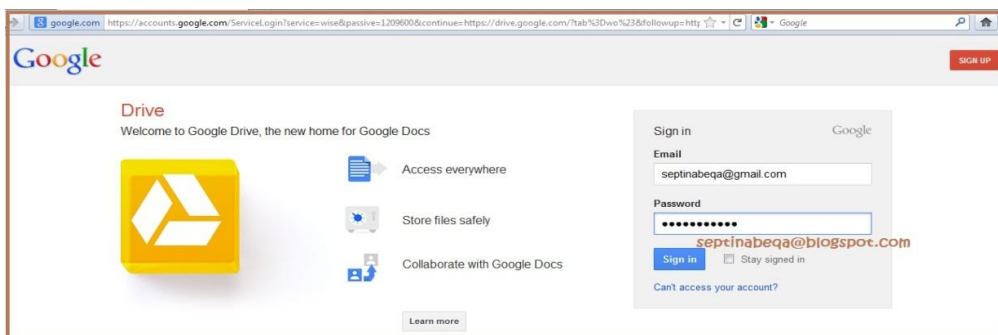 google.com https://accounts.google.com/ServiceLogin?service=wise&passive=1209600&continue=https://drive.google.com/?tab%3Dwo%23&followup=http Google
Google
SIGN UP
Drive
Welcome to Google Drive, the new home for Google Docs
Access everywhere
Store files safely
Collaborate with Google Docs
Learn more
Sign in Google
Email
septinabeqa@gmail.com
Password
•••••••••••
septinabeqa@blogspot.com
Sign in Stay signed in
Can't access your account?